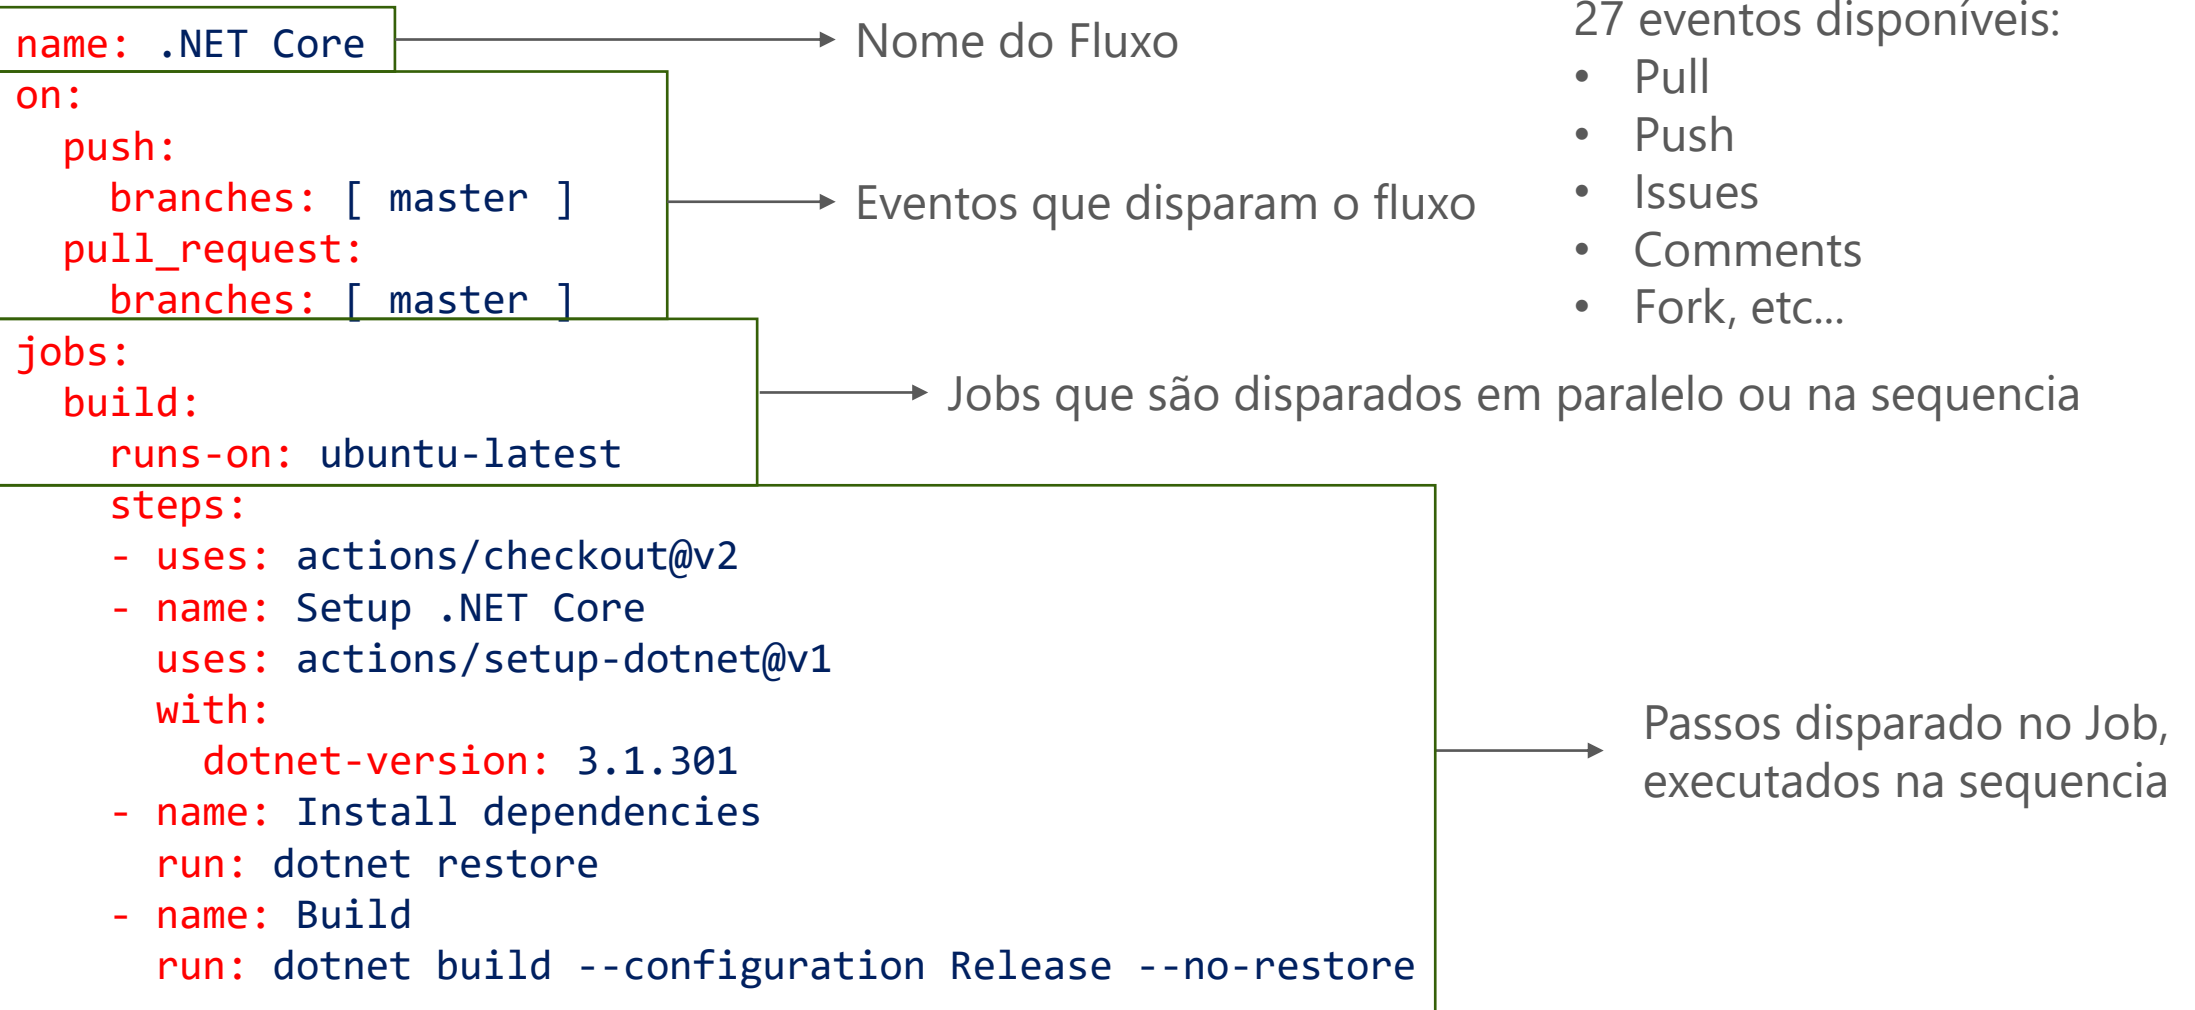 name: .NET Core
on:
  push:
    branches: [ master ]
  pull_request:
    branches: [ master ]
jobs:
  build:
    runs-on: ubuntu-latest
    steps:
    - uses: actions/checkout@v2
    - name: Setup .NET Core
      uses: actions/setup-dotnet@v1
      with:
        dotnet-version: 3.1.301
    - name: Install dependencies
      run: dotnet restore
    - name: Build
      run: dotnet build --configuration Release --no-restore
Nome do Fluxo
Eventos que disparam o fluxo
27 eventos disponíveis:
• Pull
• Push
• Issues
• Comments
• Fork, etc...
Jobs que são disparados em paralelo ou na sequencia
Passos disparado no Job,
executados na sequencia